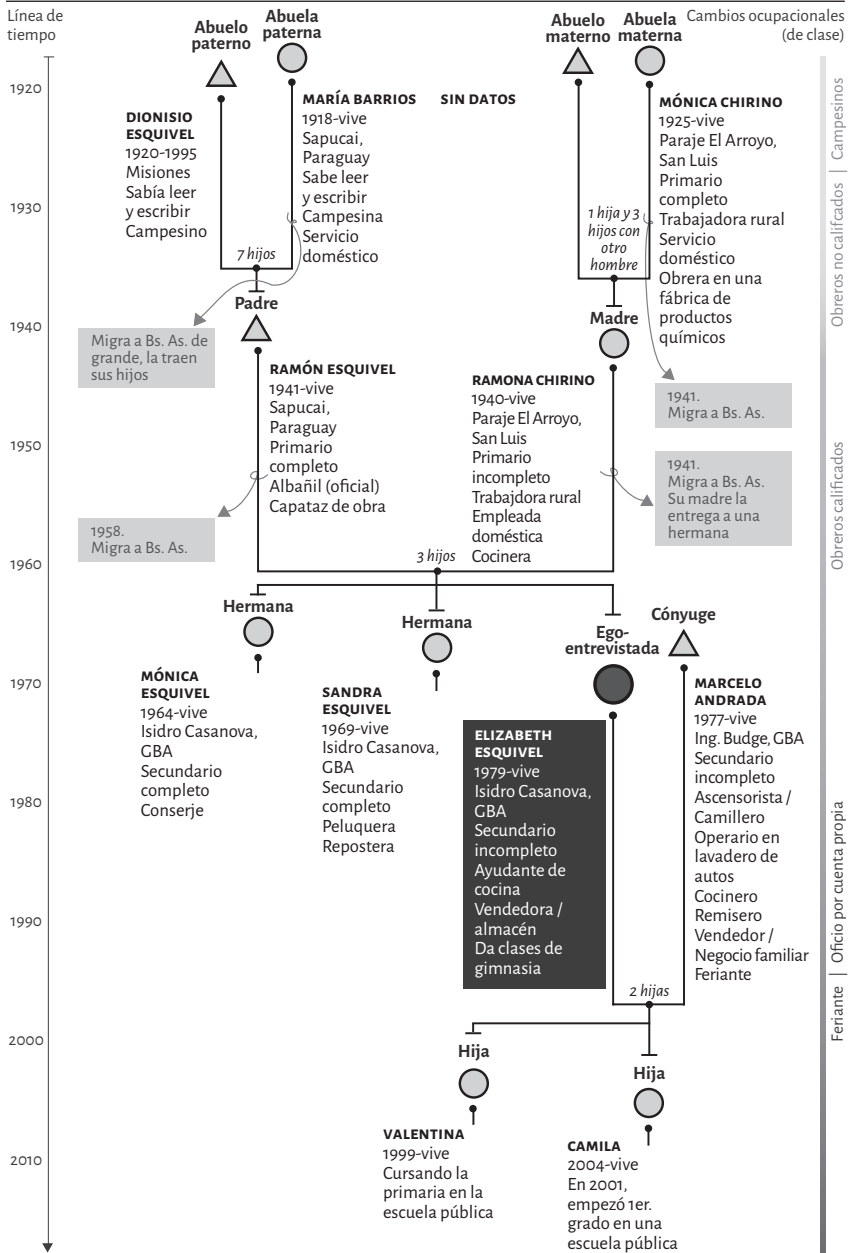 Línea de
tiempo
Abuelo
paterno
Abuela
paterna
Abuelo
materno
Abuela
materna
Cambios ocupacionales
(de clase)
1920
1930
1940
1950
1960
1970
1980
1990
2000
2010
DIONISIO
ESQUIVEL
1920-1995
Misiones
Sabía leer
y escribir
Campesino
MARÍA BARRIOS
1918-vive
Sapucai,
Paraguay
Sabe leer
y escribir
Campesina
Servicio
doméstico
SIN DATOS
MÓNICA CHIRINO
1925-vive
Paraje El Arroyo,
San Luis
Primario
completo
Trabajadora rural
Servicio
doméstico
Obrera en una
fábrica de
productos
químicos
7 hijos
1 hija y 3
hijos con
otro
hombre
Padre
Madre
Migra a Bs. As. de
grande, la traen
sus hijos
RAMÓN ESQUIVEL
1941-vive
Sapucai,
Paraguay
Primario
completo
Albañil (oficial)
Capataz de obra
RAMONA CHIRINO
1940-vive
Paraje El Arroyo,
San Luis
Primario
incompleto
Trabajdora rural
Empleada
doméstica
Cocinera
1941.
Migra a Bs. As.
1941.
Migra a Bs. As.
Su madre la
entrega a una
hermana
1958.
Migra a Bs. As.
3 hijos
Hermana
Hermana
Ego-
entrevistada
Cónyuge
MÓNICA
ESQUIVEL
1964-vive
Isidro Casanova,
GBA
Secundario
completo
Conserje
SANDRA
ESQUIVEL
1969-vive
Isidro Casanova,
GBA
Secundario
completo
Peluquera
Repostera
ELIZABETH
ESQUIVEL
1979-vive
Isidro Casanova,
GBA
Secundario
incompleto
Ayudante de
cocina
Vendedora /
almacén
Da clases de
gimnasia
MARCELO
ANDRADA
1977-vive
Ing. Budge, GBA
Secundario
incompleto
Ascensorista /
Camillero
Operario en
lavadero de
autos
Cocinero
Remisero
Vendedor /
Negocio familiar
Feriante
2 hijas
Hija
Hija
VALENTINA
1999-vive
Cursando la
primaria en la
escuela pública
CAMILA
2004-vive
En 2001,
empezó 1er.
grado en una
escuela pública
Obreros no califcados | Campesinos
Obreros calificados
Feriante | Oficio por cuenta propia